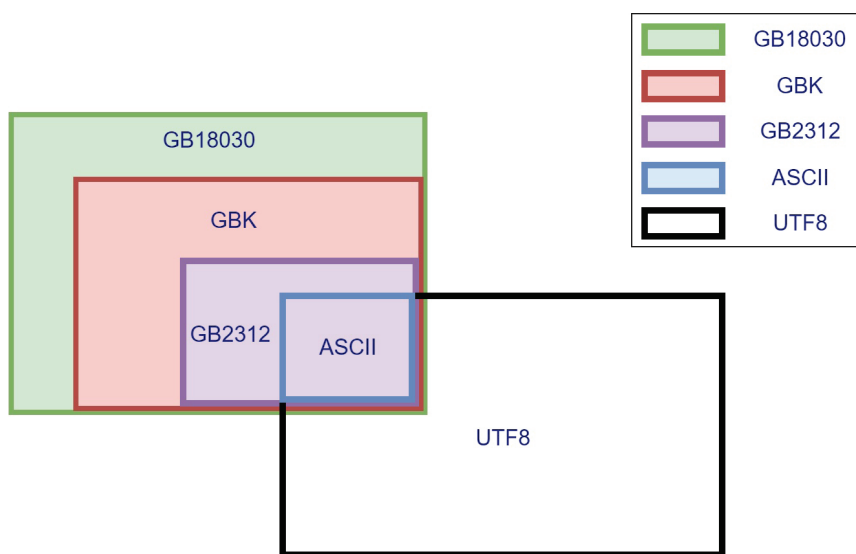 GB18030
GBK
GB2312
ASCII
UTF8
GB18030
GBK
GB2312
ASCII
UTF8